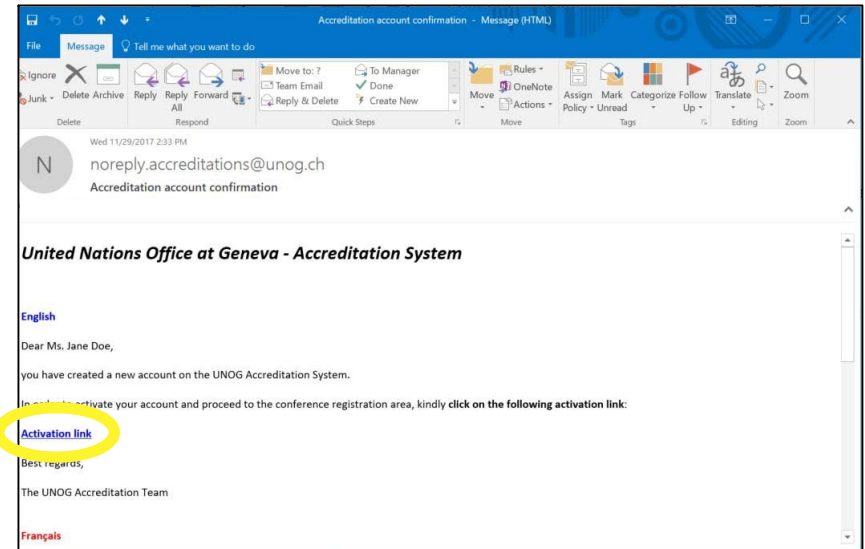 Accreditation account confirmation - Message (HTML)
File Message Tell me what you want to do
Ignore
Junk
Delete Archive
Reply Reply All Forward
Move to: ? To Manager
Team Email Done
Reply & Delete Create New
Move
Rules
OneNote
Actions
Assign Policy Mark Unread Categorize Follow Up
Translate
Zoom
Delete Respond Quick Steps Move Tags Editing Zoom
Wed 11/29/2017 2:33 PM
N
noreply.accreditations@unog.ch
Accreditation account confirmation
United Nations Office at Geneva - Accreditation System
English
Dear Ms. Jane Doe,
you have created a new account on the UNOG Accreditation System.
In order to activate your account and proceed to the conference registration area, kindly click on the following activation link:
Activation link
Best regards,
The UNOG Accreditation Team
Français